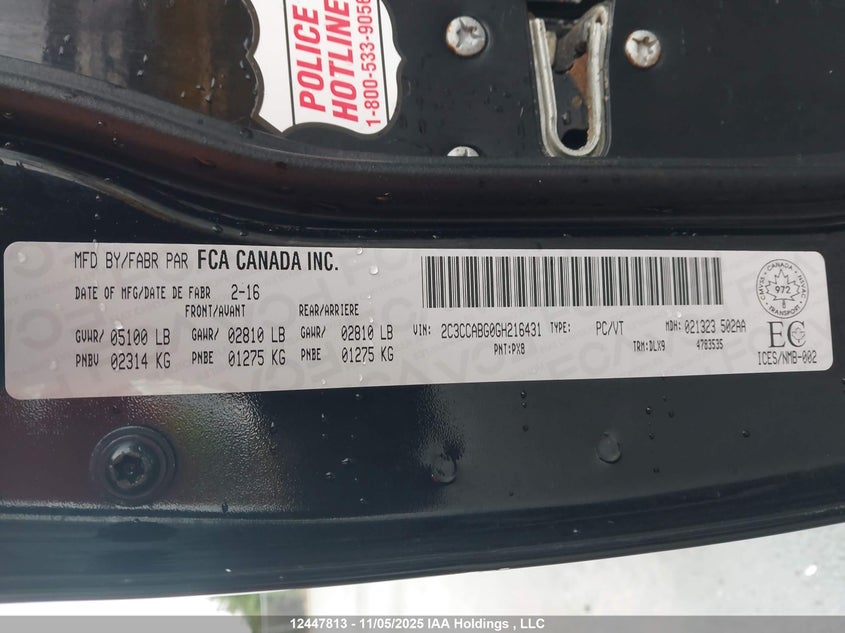 POLICE
HOTLINE
1-800-533-9056
MFD BY/FABR PAR FCA CANADA INC.
DATE OF MFG/DATE DE FABR 2-16
FRONT/AVANT REAR/ARRIERE
GVWR/ 05100 LB GAWR/ 02810 LB GAWR/ 02810 LB
PNBV 02314 KG PNBE 01275 KG PNBE 01275 KG
VIN: 2C3CCABG0GH216431 TYPE: PC/VT MDH: 021323 502AA
PNT:PX8 TRM:DLX9 4783535
CANADA
TRANSPORT
972
EC
ICES/NMB-002
12447813 - 11/05/2025 IAA Holdings , LLC